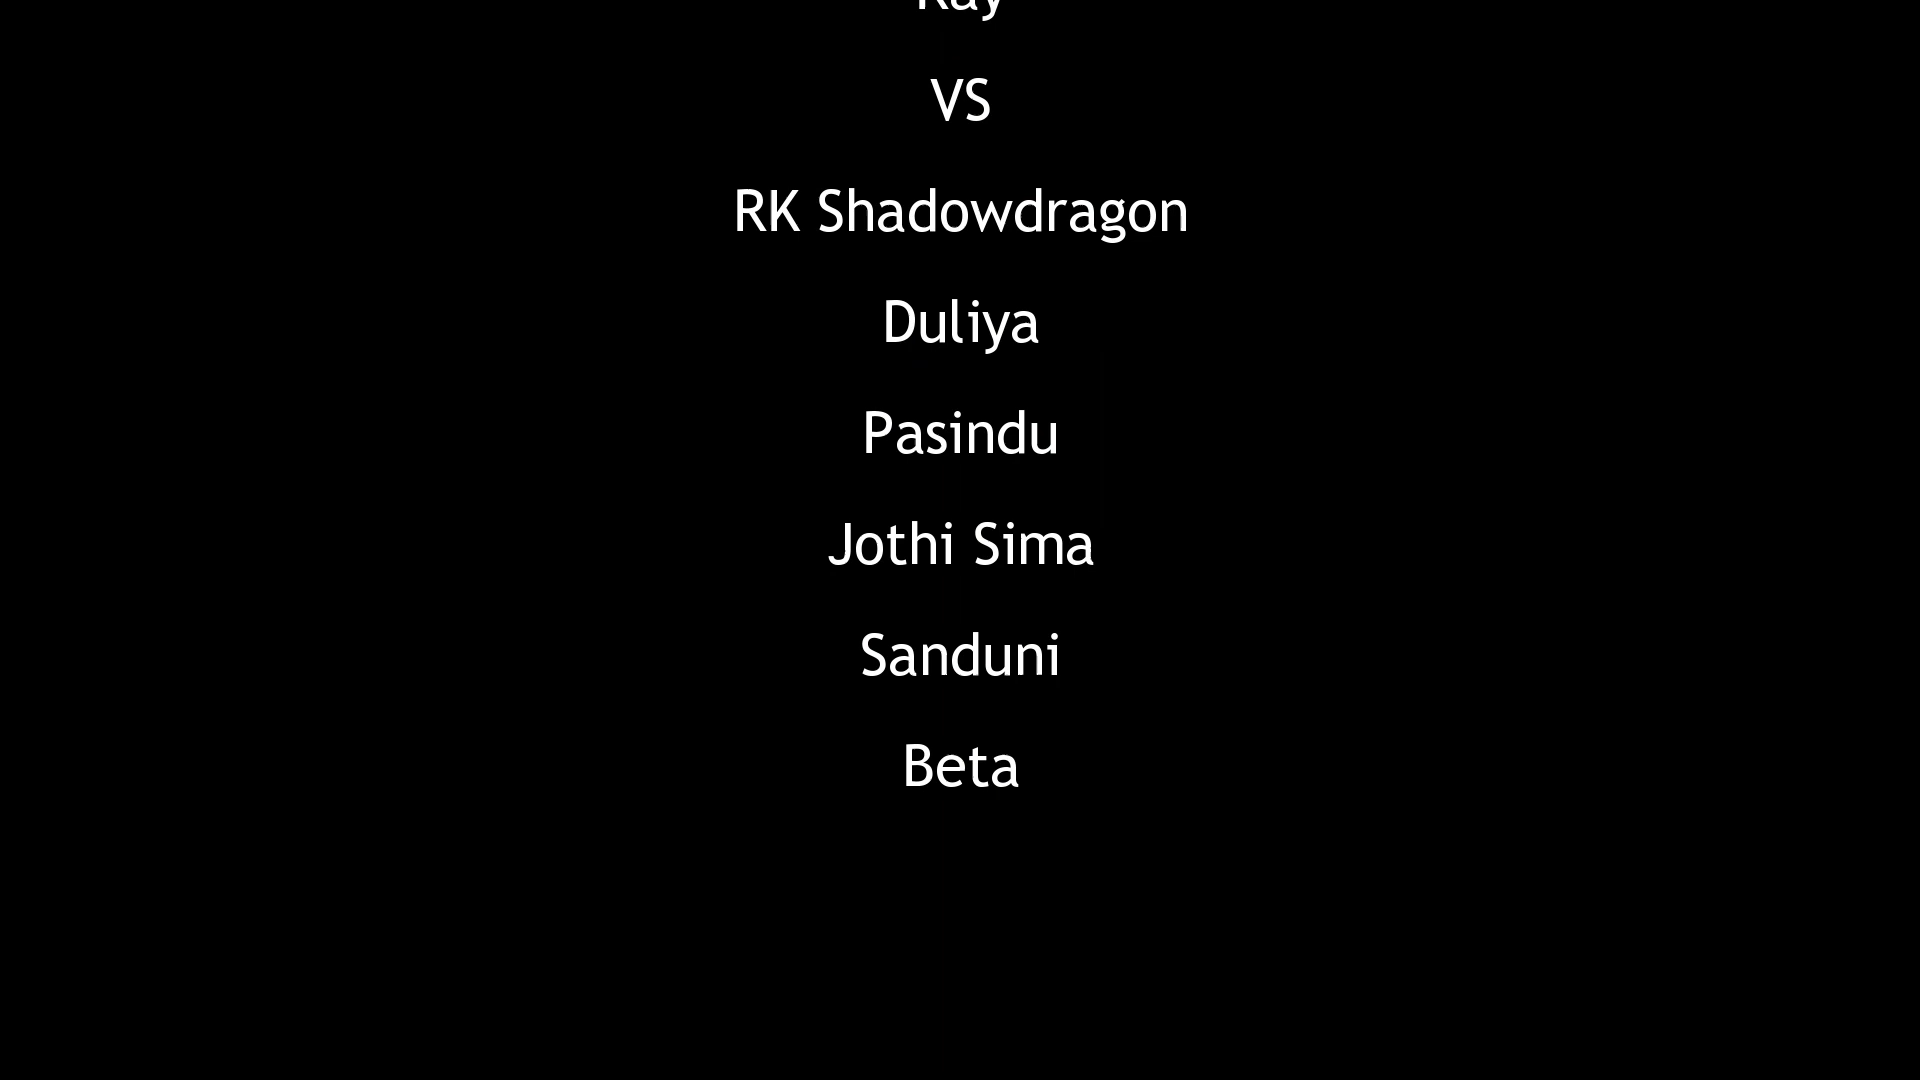 VS
RK Shadowdragon
Duliya
Pasindu
Jothi Sima
Sanduni
Beta